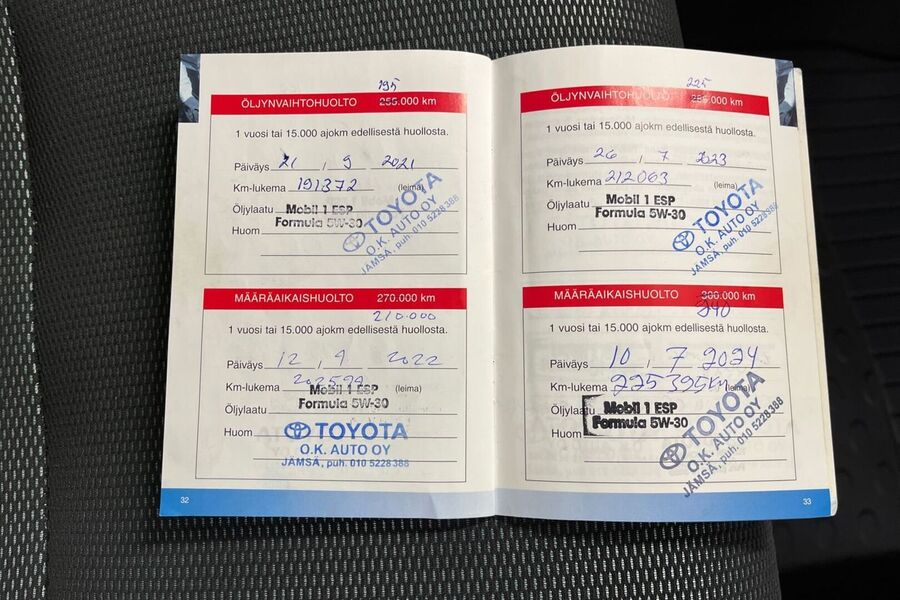 195
ÖLJYNVAIHTOHUOLTO 255.000 km
1 vuosi tai 15.000 ajokm edellisestä huollosta.
Päiväys 21 / 9 2021
Km-lukema 191372 (leima)
Öljylaatu Mobil 1 ESP
Formula 5W-30
Huom
TOYOTA
O.K. AUTO OY
JÄMSÄ, puh. 010 5228388
MÄÄRÄAIKAISHUOLTO 270.000 km
210.000
1 vuosi tai 15.000 ajokm edellisestä huollosta.
Päiväys 12 / 9 2022
Km-lukema (leima)
Mobil 1 ESP
Öljylaatu Formula 5W-30
Huom TOYOTA
O.K. AUTO OY
JÄMSÄ, puh. 010 5228388
32
225
ÖLJYNVAIHTOHUOLTO 285.000 km
1 vuosi tai 15.000 ajokm edellisestä huollosta.
Päiväys 26 / 7 2023
Km-lukema 212063 (leima)
Öljylaatu Mobil 1 ESP
Formula 5W-30
Huom
TOYOTA
O.K. AUTO OY
JÄMSÄ, puh. 010 5228388
MÄÄRÄAIKAISHUOLTO 300.000 km
240
1 vuosi tai 15.000 ajokm edellisestä huollosta.
Päiväys 10 / 7 2024
Km-lukema 225395km (leima)
Öljylaatu Mobil 1 ESP
Formula 5W-30
Huom
TOYOTA
O.K. AUTO OY
JÄMSÄ, puh. 010 5228388
33